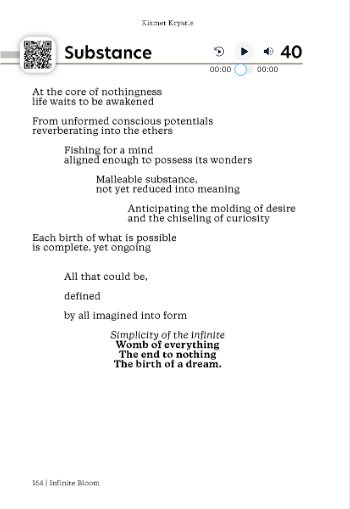 Kismet Krystle
Substance
40
00:00 00:00
At the core of nothingness
life waits to be awakened
From unformed conscious potentials
reverberating into the ethers
Fishing for a mind
aligned enough to possess its wonders
Malleable substance,
not yet reduced into meaning
Anticipating the molding of desire
and the chiseling of curiosity
Each birth of what is possible
is complete, yet ongoing
All that could be,
defined
by all imagined into form
Simplicity of the infinite
Womb of everything
The end to nothing
The birth of a dream.
164 | Infinite Bloom